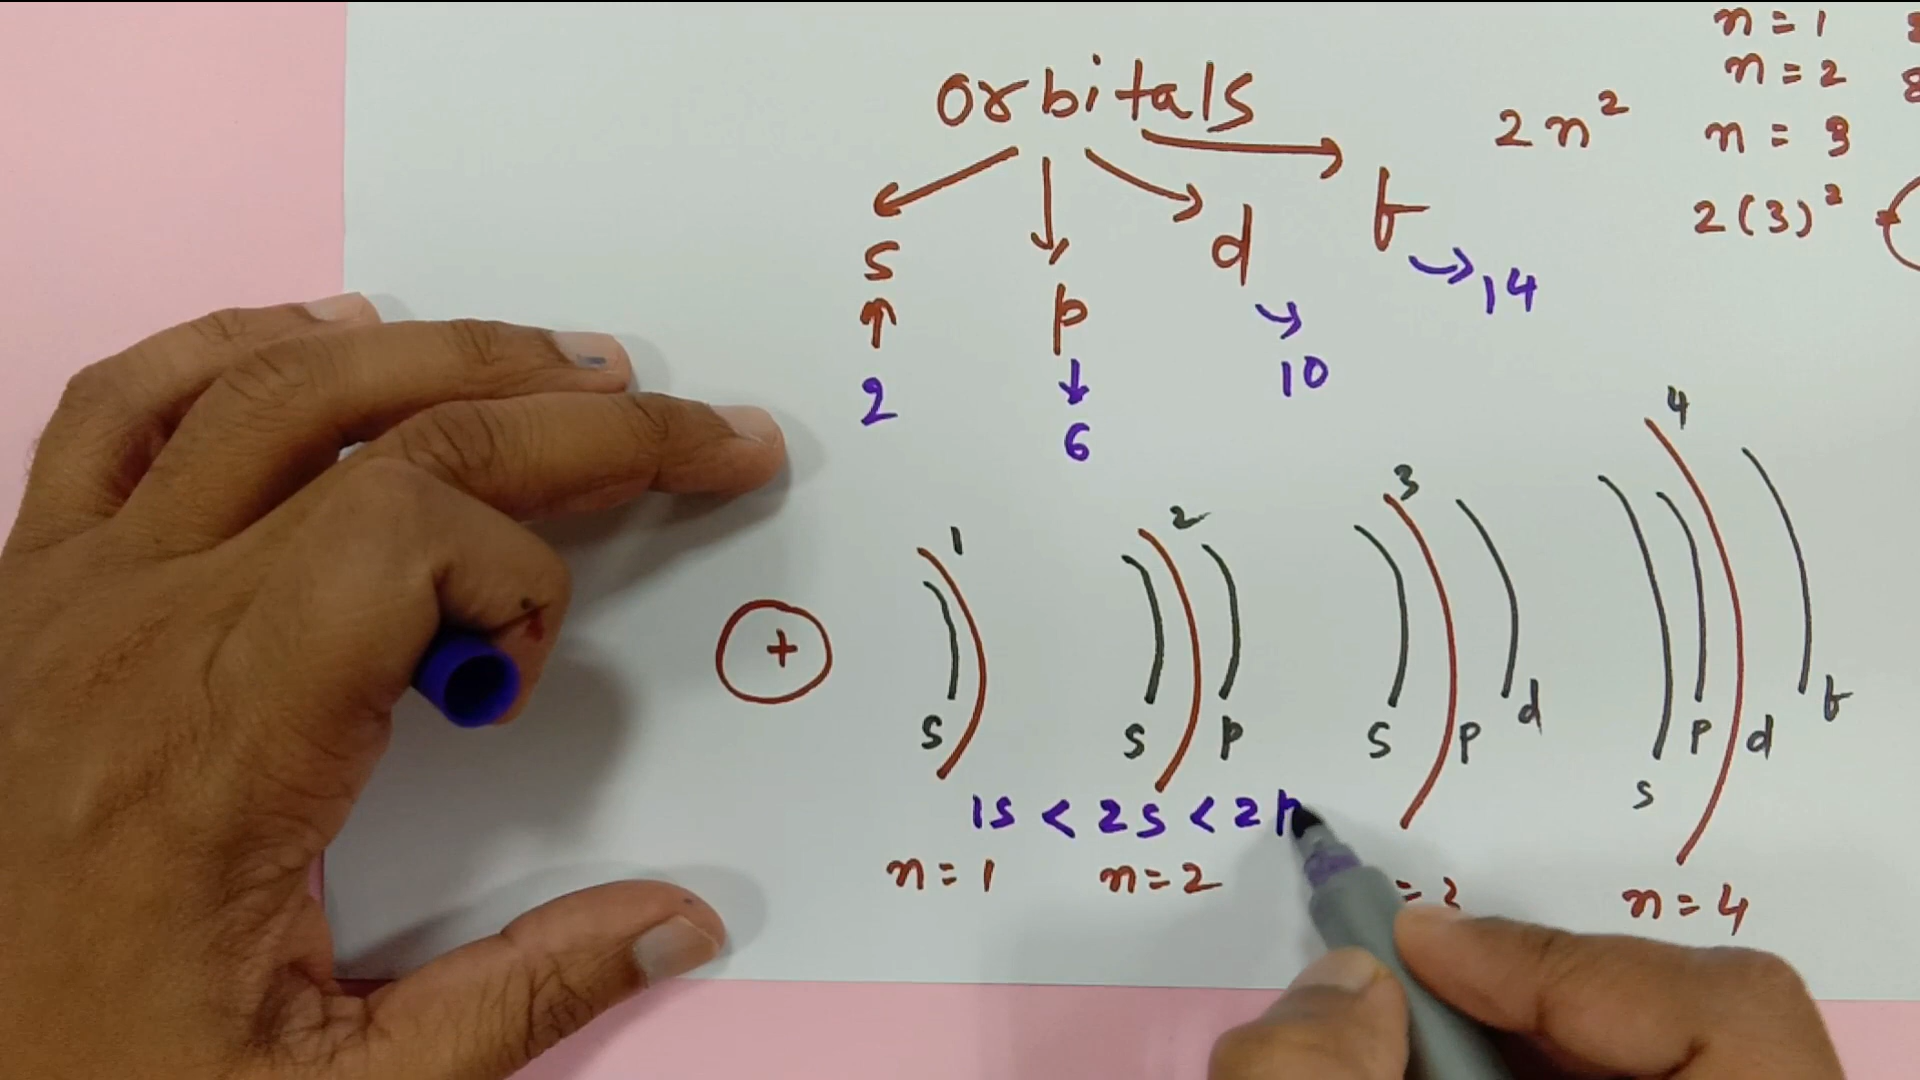 orbitals
s p d f
2 6 10 14
n = 1
n = 2
2n² n = 3
2(3)²
1 2 3 4
+
s s p s p d s p d f
1s < 2s < 2p
n = 1 n = 2 n = 4